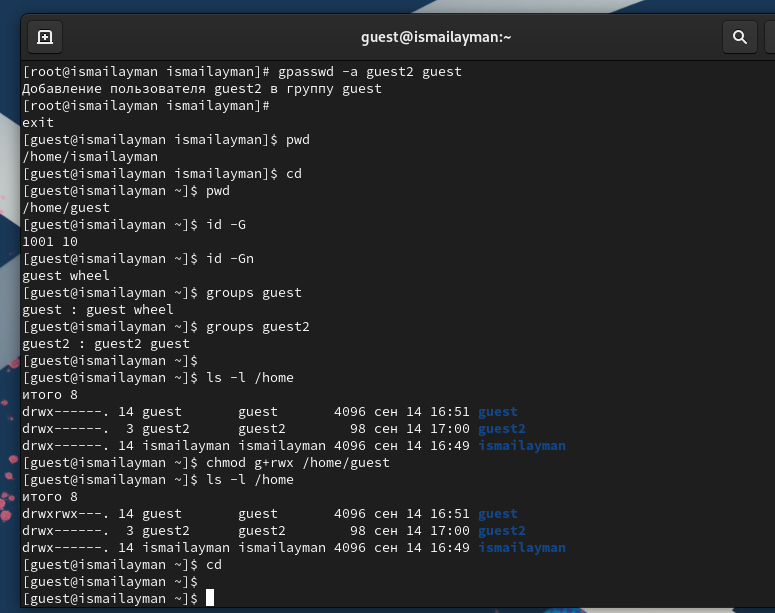 guest@ismailayman:~
[root@ismailayman ismailayman]# gpasswd -a guest2 guest
Добавление пользователя guest2 в группу guest
[root@ismailayman ismailayman]#
exit
[guest@ismailayman ismailayman]$ pwd
/home/ismailayman
[guest@ismailayman ismailayman]$ cd
[guest@ismailayman ~]$ pwd
/home/guest
[guest@ismailayman ~]$ id -G
1001 10
[guest@ismailayman ~]$ id -Gn
guest wheel
[guest@ismailayman ~]$ groups guest
guest : guest wheel
[guest@ismailayman ~]$ groups guest2
guest2 : guest2 guest
[guest@ismailayman ~]$
[guest@ismailayman ~]$ ls -l /home
итого 8
drwx------. 14 guest       guest       4096 сен 14 16:51 guest
drwx------.  3 guest2      guest2        98 сен 14 17:00 guest2
drwx------. 14 ismailayman ismailayman 4096 сен 14 16:49 ismailayman
[guest@ismailayman ~]$ chmod g+rwx /home/guest
[guest@ismailayman ~]$ ls -l /home
итого 8
drwxrwx---. 14 guest       guest       4096 сен 14 16:51 guest
drwx------.  3 guest2      guest2        98 сен 14 17:00 guest2
drwx------. 14 ismailayman ismailayman 4096 сен 14 16:49 ismailayman
[guest@ismailayman ~]$ cd
[guest@ismailayman ~]$
[guest@ismailayman ~]$